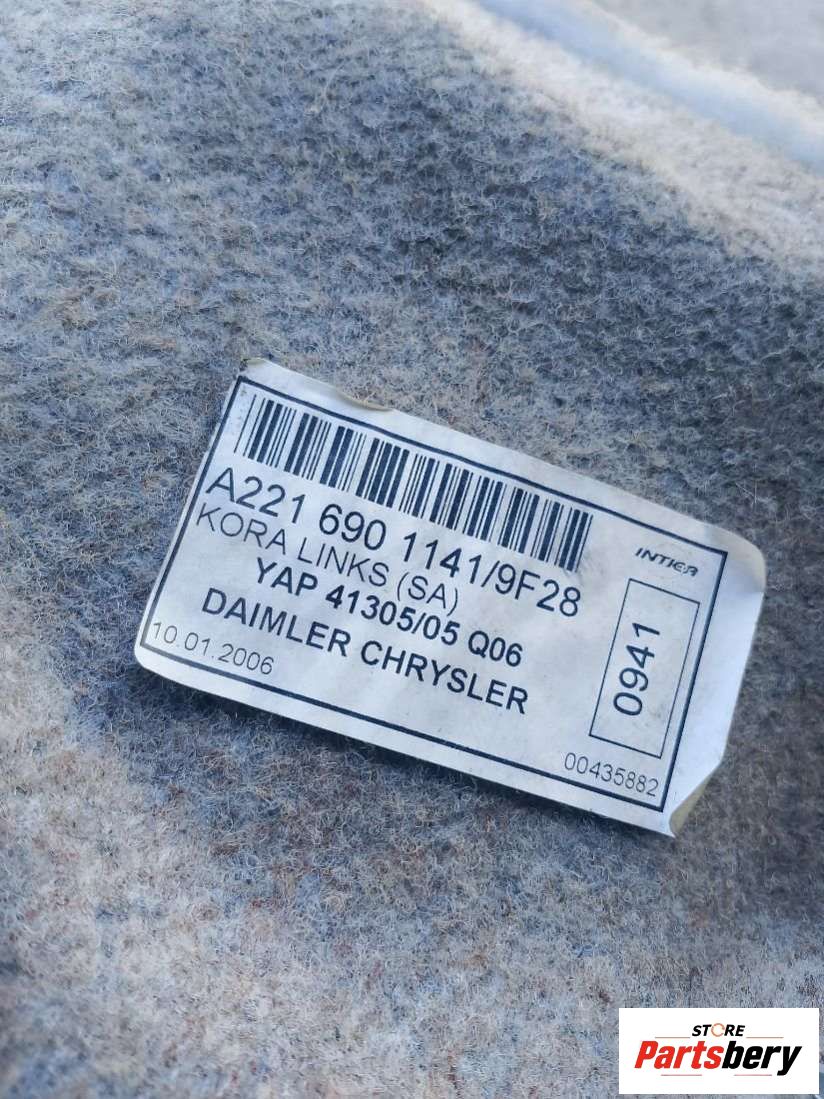 A221 690 1141/9F28
KORA LINKS (SA)
YAP 41305/05 Q06
DAIMLER CHRYSLER
10.01.2006
INTIER
0941
00435882
STORE
Partsbery